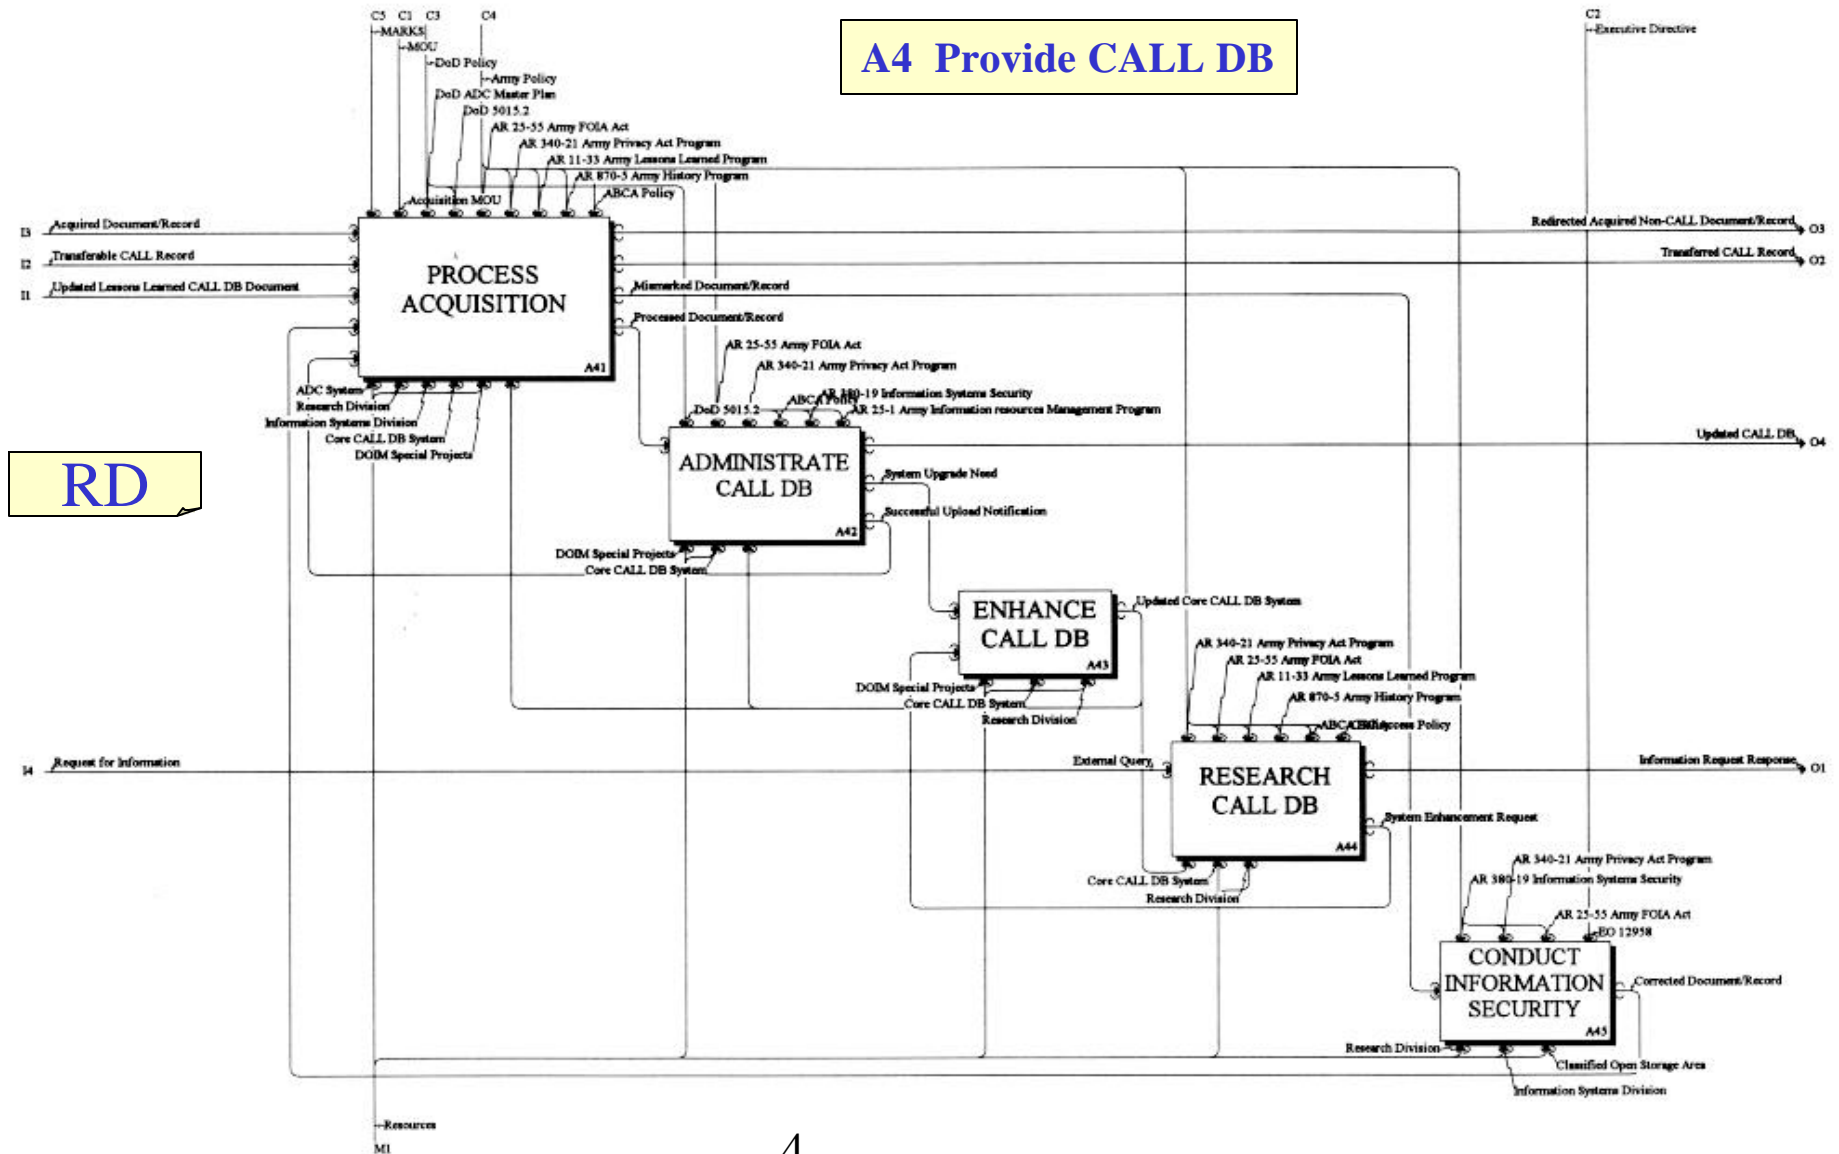 C5 C1 C3 C4
C2
MARKS
Executive Directive
MOU
A4 Provide CALL DB
DoD Policy
Army Policy
DoD ADC Master Plan
DoD 5015.2
AR 25-55 Army FOIA Act
AR 340-21 Army Privacy Act Program
AR 11-33 Army Lessons Learned Program
AR 870-5 Army History Program
ABCA Policy
Acquisition MOU
I3 Acquired Document/Record
Redirected Acquired Non-CALL Document/Record O3
I2 Transferable CALL Record
Transferred CALL Record O2
I1 Updated Lessons Learned CALL DB Document
PROCESS
ACQUISITION
A41
Mismarked Document/Record
Processed Document/Record
ADC System
Research Division
Information Systems Division
Core CALL DB System
DOIM Special Projects
AR 25-55 Army FOIA Act
AR 340-21 Army Privacy Act Program
AR 380-19 Information Systems Security
ABCA Policy
DoD 5015.2
AR 25-1 Army Information resources Management Program
RD
ADMINISTRATE
CALL DB
A42
Updated CALL DB O4
System Upgrade Need
Successful Upload Notification
DOIM Special Projects
Core CALL DB System
ENHANCE
CALL DB
A43
Updated Core CALL DB System
DOIM Special Projects
Core CALL DB System
Research Division
AR 340-21 Army Privacy Act Program
AR 25-55 Army FOIA Act
AR 11-33 Army Lessons Learned Program
AR 870-5 Army History Program
ABCA
Access Policy
I4 Request for Information
External Query
RESEARCH
CALL DB
A44
Information Request Response O1
System Enhancement Request
Core CALL DB System
Research Division
AR 340-21 Army Privacy Act Program
AR 380-19 Information Systems Security
AR 25-55 Army FOIA Act
EO 12958
CONDUCT
INFORMATION
SECURITY
A45
Corrected Document/Record
Research Division
Classified Open Storage Area
Information Systems Division
Resources
M1
4